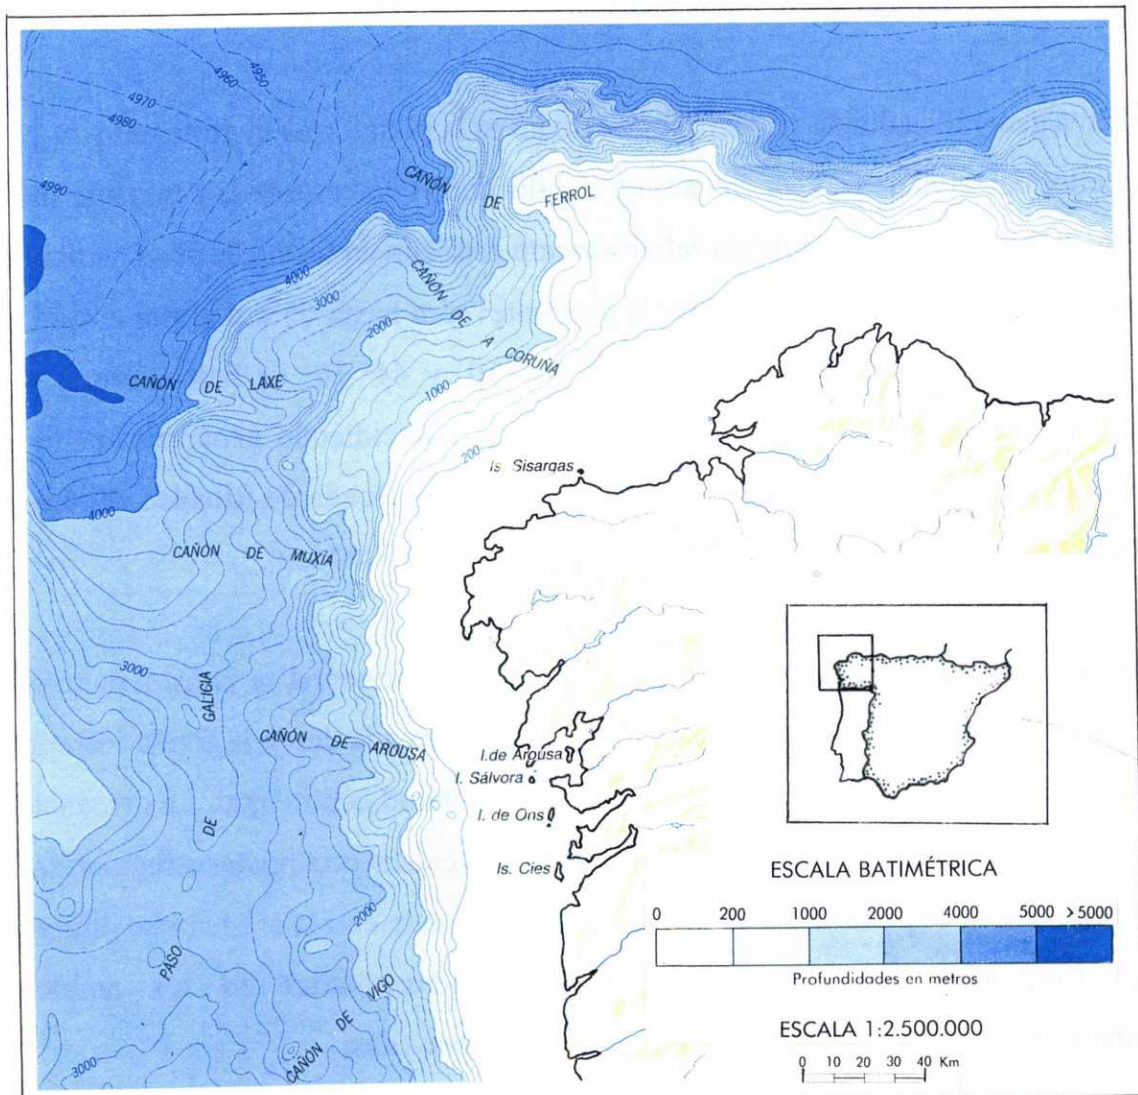 4950
4960
4970
4980
4990
CAÑÓN DE FERROL
CAÑÓN DE A CORUÑA
4000
3000
2000
1000
200
CAÑÓN DE LAXE
Is. Sisargas
4000
CAÑÓN DE MUXÍA
3000
PASO DE GALICIA
CAÑÓN DE AROUSA
I.de Arousa
I. Sálvora
I. de Ons
Is. Cies
2000
CAÑÓN DE VIGO
3000
ESCALA BATIMÉTRICA
0 200 1000 2000 4000 5000 >5000
Profundidades en metros
ESCALA 1:2.500.000
0 10 20 30 40 Km